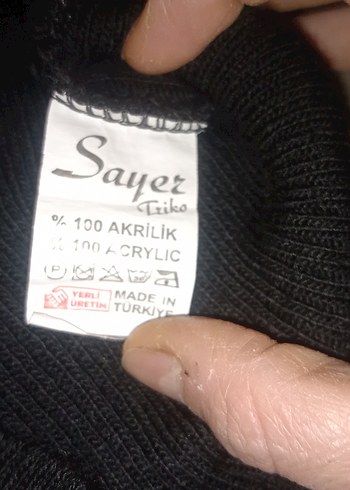 Sayer
Triko
% 100 AKRİLİK
% 100 ACRYLIC
P
YERLİ
ÜRETİM
MADE IN
TÜRKİYE